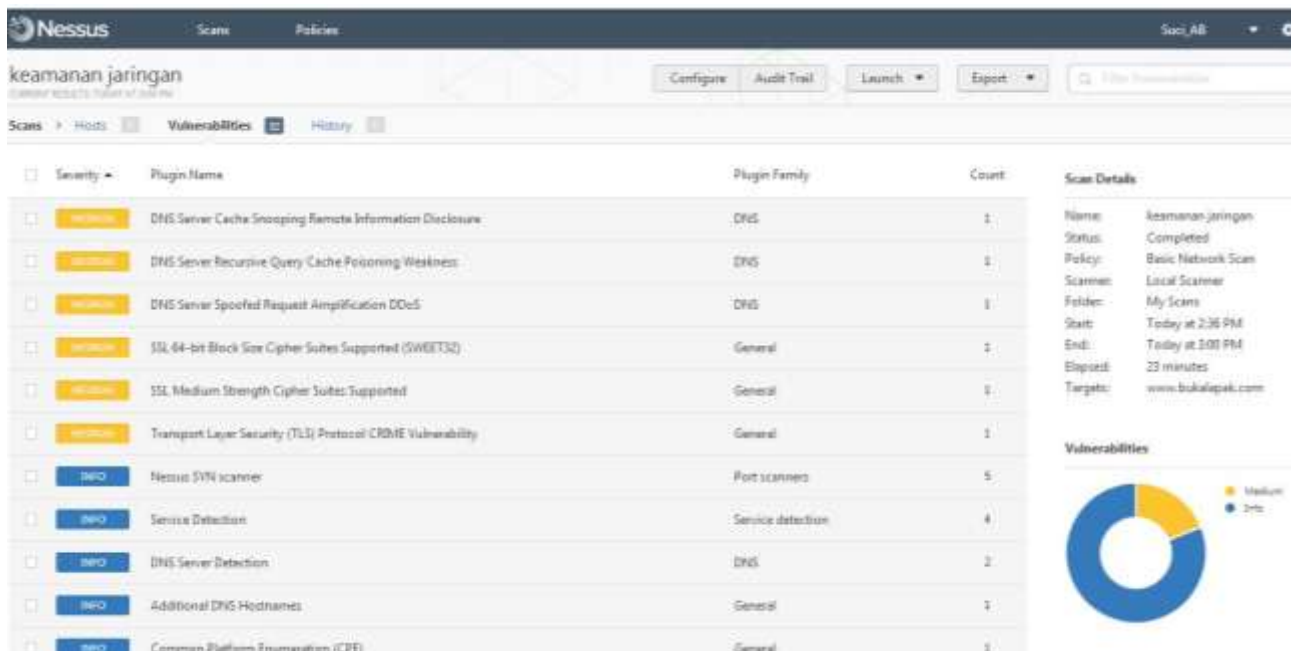 Nessus Scans Policies Suci_AB
keamanan jaringan Configure Audit Trail Launch Export
CURRENT RESULTS: TODAY AT 3:00 PM
Scans > Hosts Vulnerabilities History
Severity Plugin Name Plugin Family Count Scan Details
MEDIUM DNS Server Cache Snooping Remote Information Disclosure DNS 1
MEDIUM DNS Server Recursive Query Cache Poisoning Weakness DNS 1
MEDIUM DNS Server Spoofed Request Amplification DDoS DNS 1
MEDIUM SSL 64-bit Block Size Cipher Suites Supported (SWEET32) General 1
MEDIUM SSL Medium Strength Cipher Suites Supported General 1
MEDIUM Transport Layer Security (TLS) Protocol CRIME Vulnerability General 1
INFO Nessus SYN scanner Port scanners 5
INFO Service Detection Service detection 4
INFO DNS Server Detection DNS 2
INFO Additional DNS Hostnames General 1
INFO Common Platform Enumeration (CPE) General 1
Name: keamanan jaringan
Status: Completed
Policy: Basic Network Scan
Scanner: Local Scanner
Folder: My Scans
Start: Today at 2:36 PM
End: Today at 3:00 PM
Elapsed: 23 minutes
Targets: www.bukalapak.com
Vulnerabilities
Medium
Info